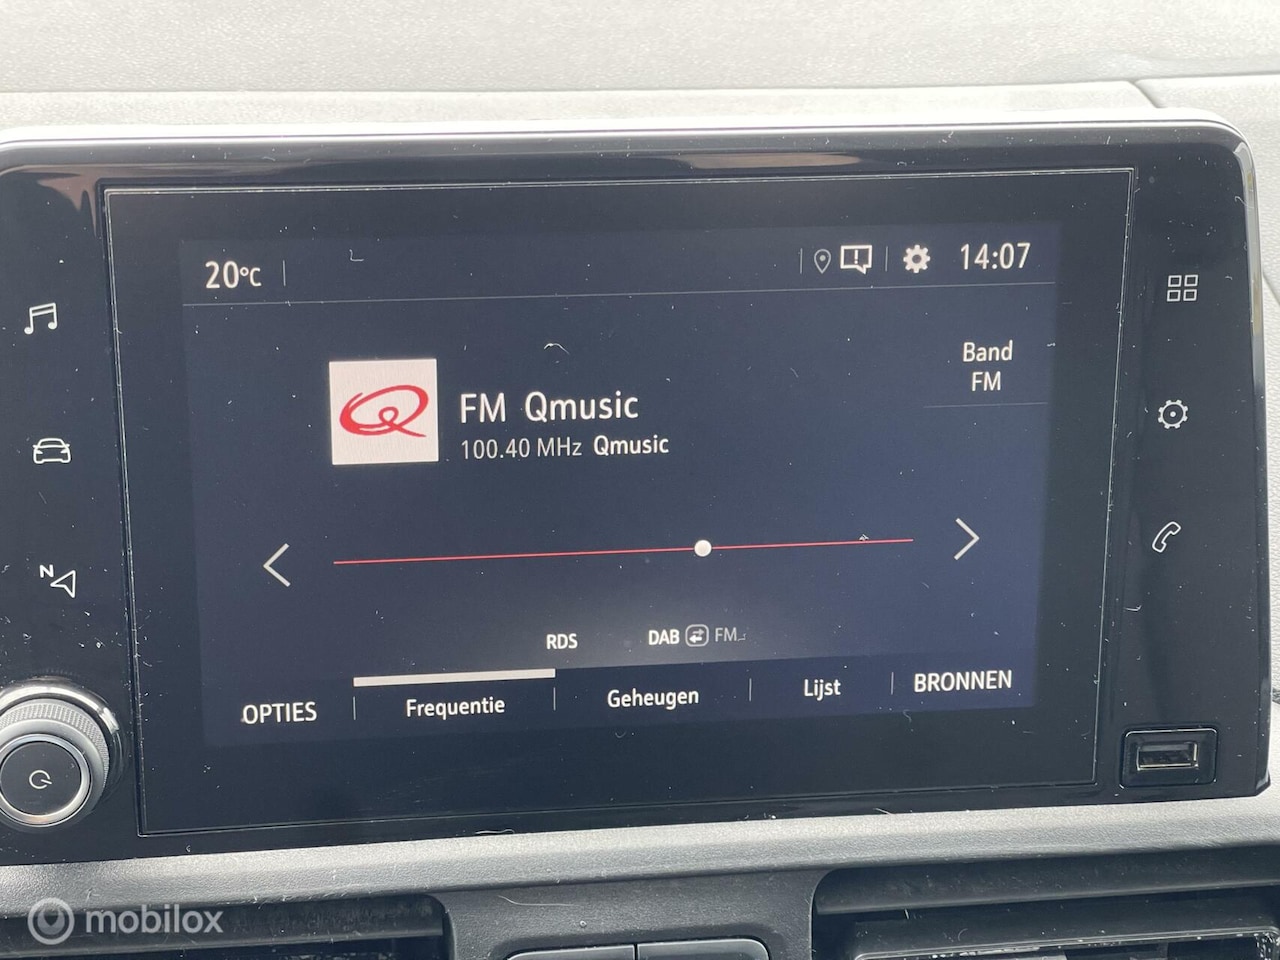 20°C
14:07
Band
FM
FM Qmusic
100.40 MHz Qmusic
N
RDS
DAB FM
OPTIES
Frequentie
Geheugen
Lijst
BRONNEN
mobilox